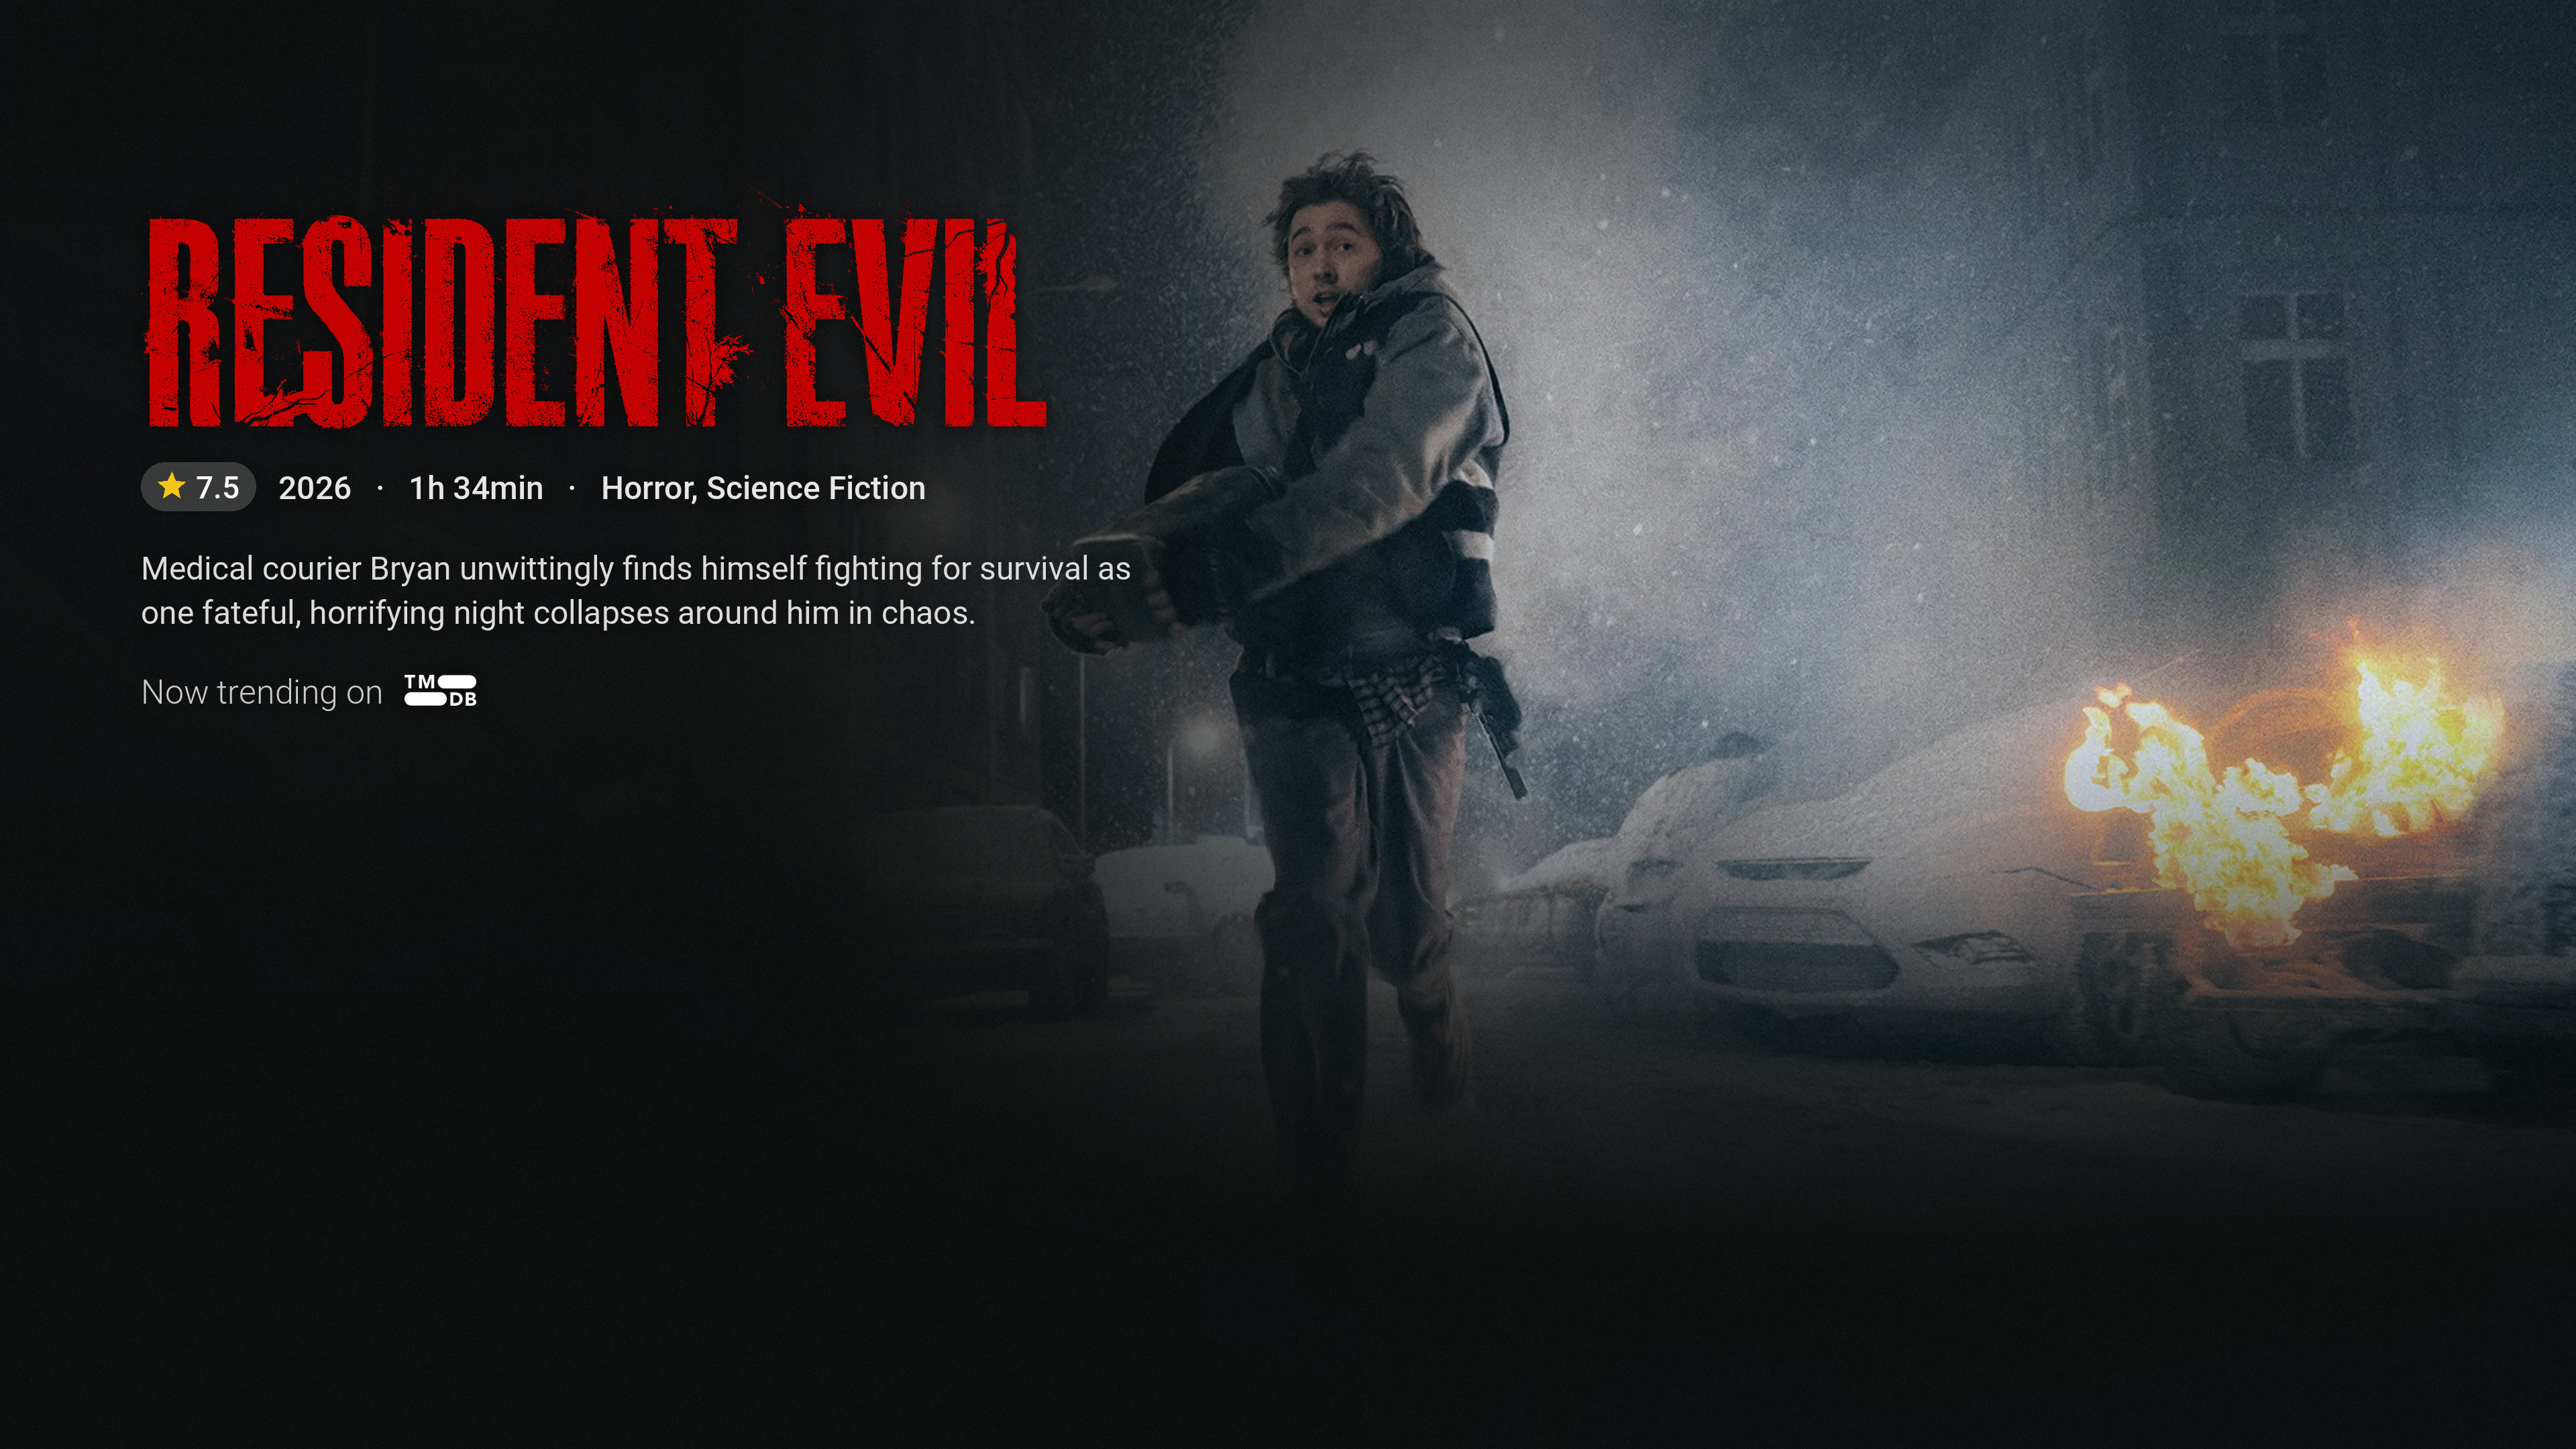 RESIDENT EVIL
7.5 2026 · 1h 34min · Horror, Science Fiction
Medical courier Bryan unwittingly finds himself fighting for survival as
one fateful, horrifying night collapses around him in chaos.
Now trending on TMDB